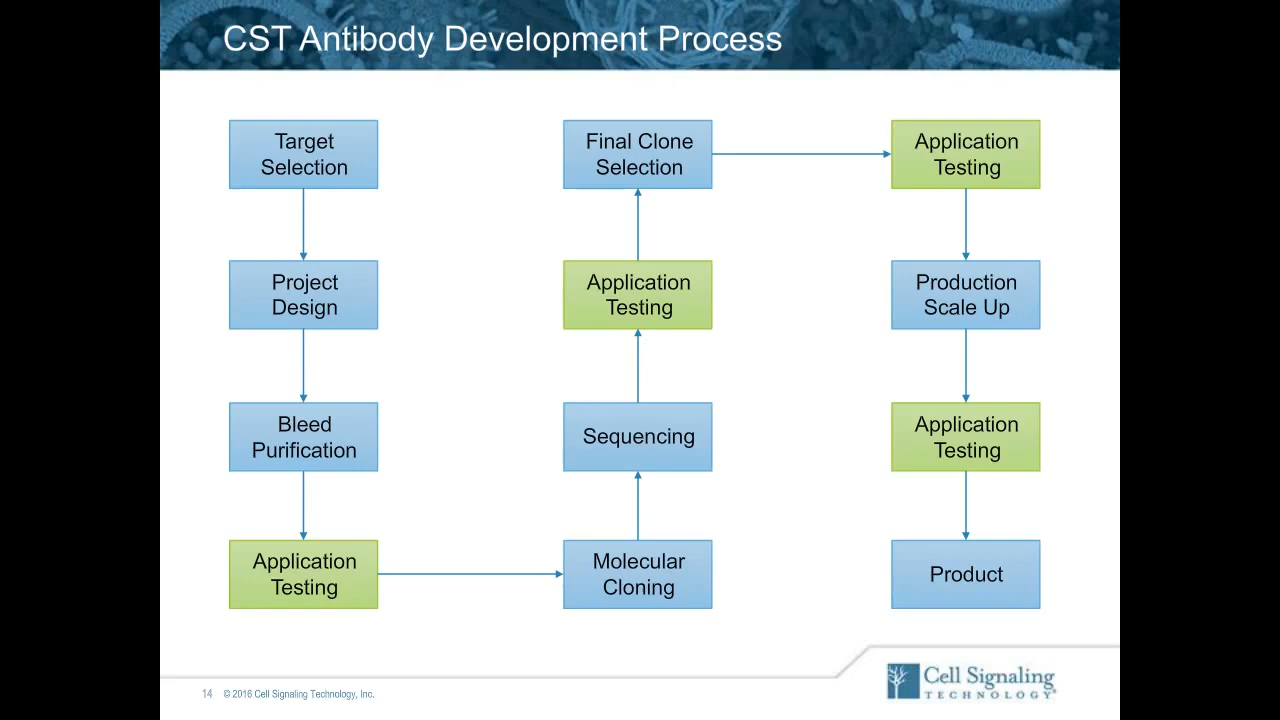 CST Antibody Development Process
Target
Selection
Project
Design
Bleed
Purification
Application
Testing
Molecular
Cloning
Sequencing
Application
Testing
Final Clone
Selection
Application
Testing
Production
Scale Up
Application
Testing
Product
14 © 2016 Cell Signaling Technology, Inc.
Cell Signaling
TECHNOLOGY®